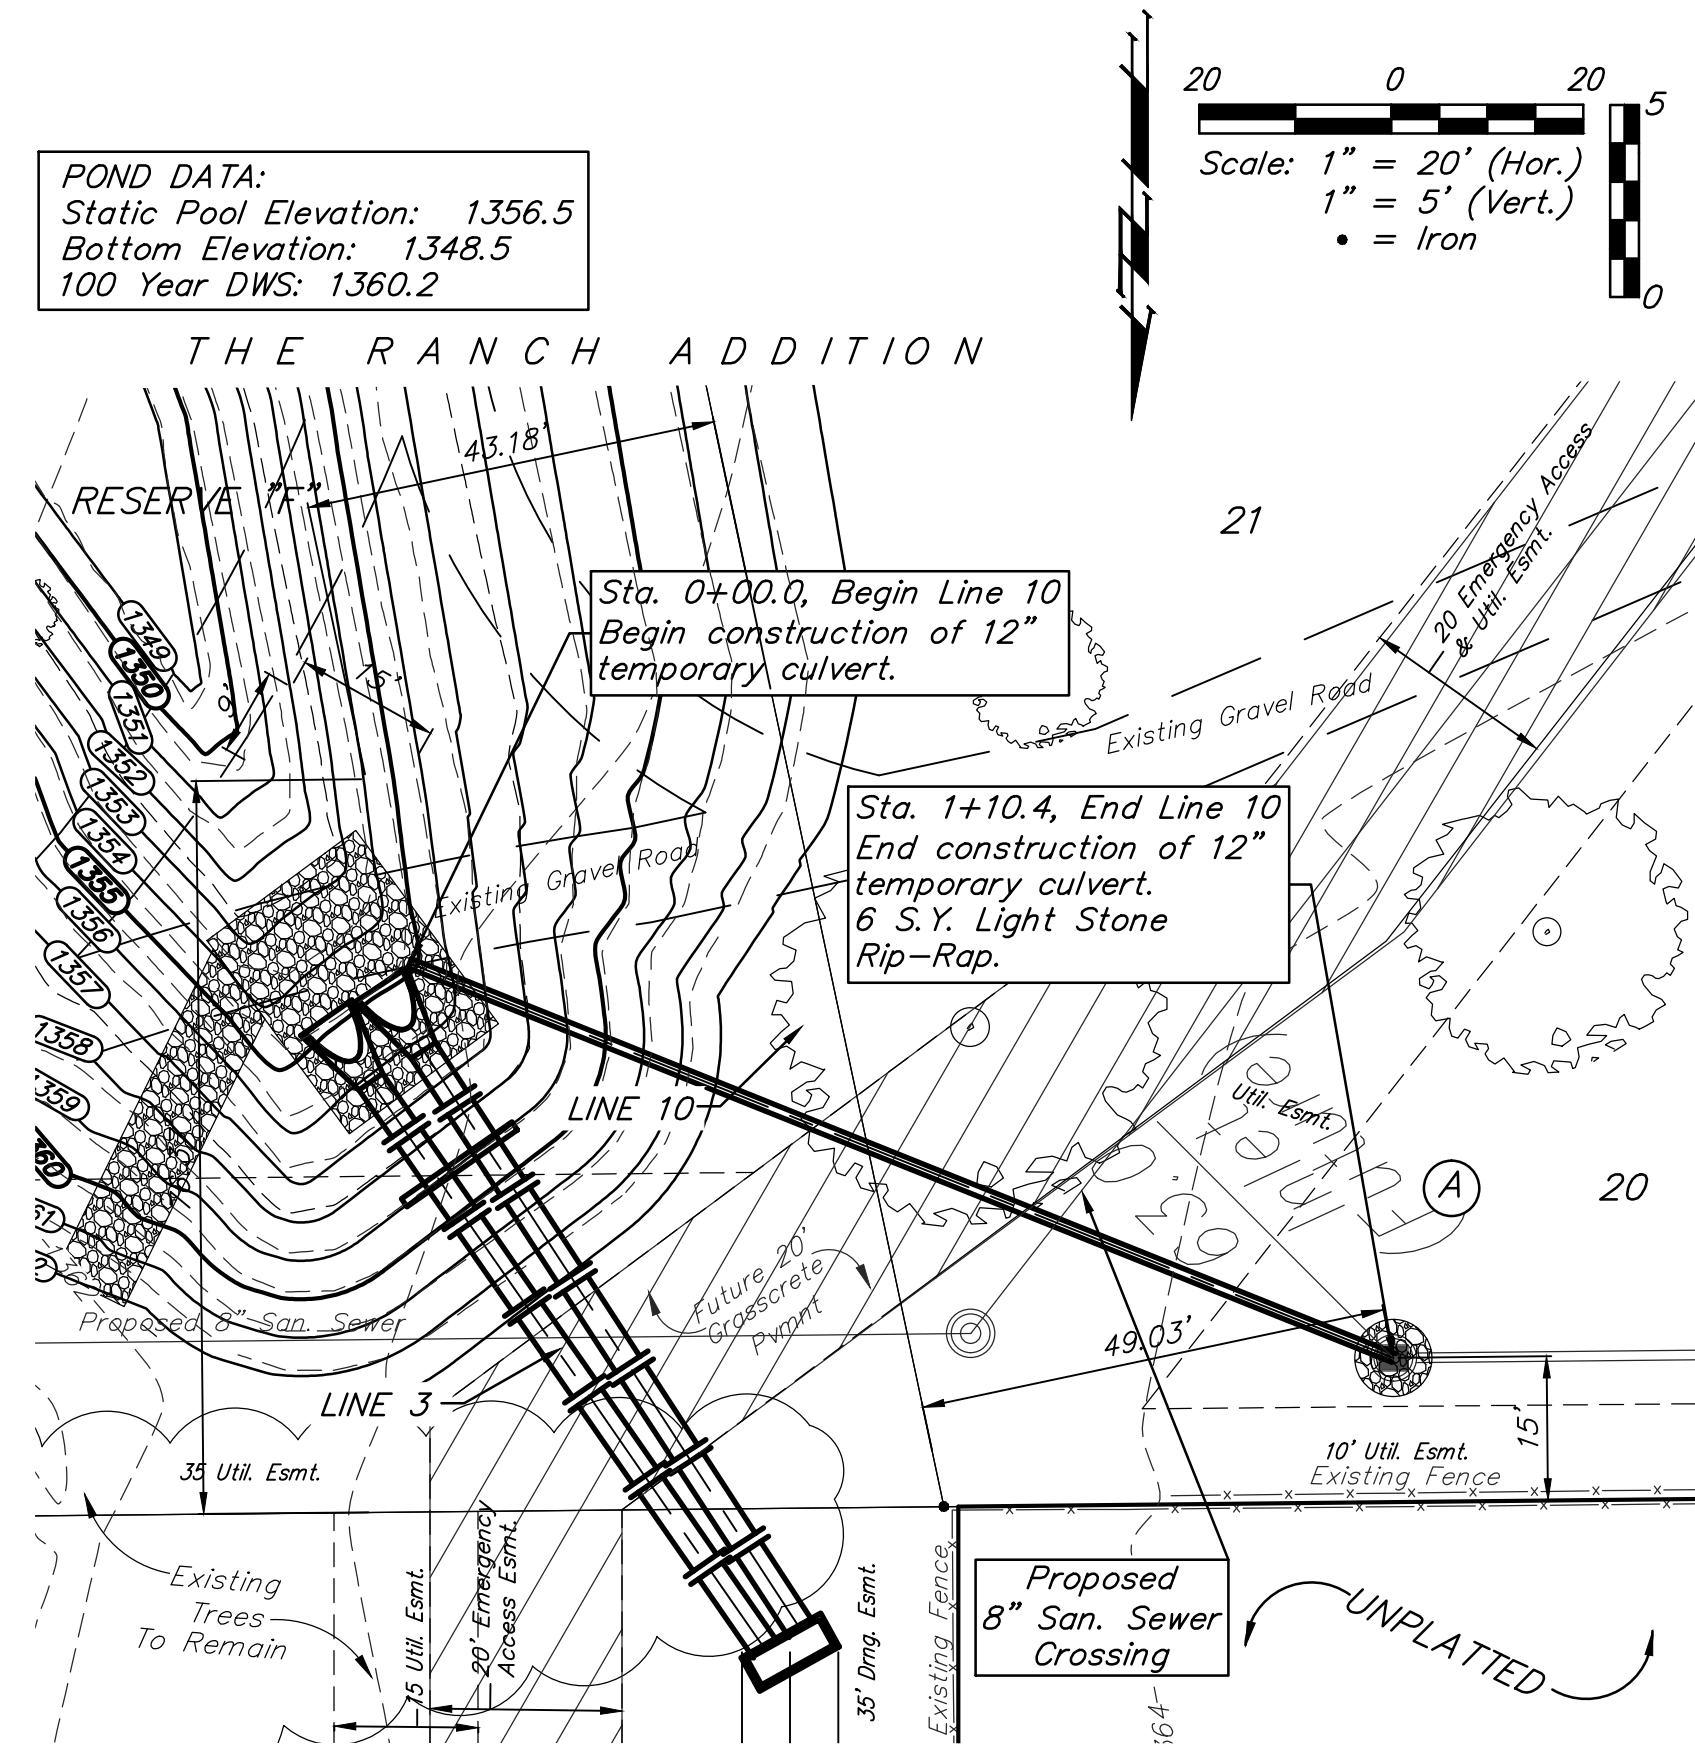 20 0 20
5
Scale: 1" = 20' (Hor.)
1" = 5' (Vert.)
• = Iron
0
POND DATA:
Static Pool Elevation: 1356.5
Bottom Elevation: 1348.5
100 Year DWS: 1360.2
THE RANCH ADDITION
43.18'
RESERVE "F"
21
20 Emergency Access
& Util. Esmt.
Sta. 0+00.0, Begin Line 10
Begin construction of 12"
temporary culvert.
1349
1350
1351
1352
1353
1354
1355
1356
1357
1358
1359
9'
15'
Existing Gravel Road
Sta. 1+10.4, End Line 10
End construction of 12"
temporary culvert.
6 S.Y. Light Stone
Rip-Rap.
Existing Gravel Road
LINE 10
Util. Esmt.
A
20
Future 20'
Grasscrete
Pvmnt
Proposed 8" San. Sewer
49.03'
LINE 3
15'
35 Util. Esmt.
10' Util. Esmt.
Existing Fence
Existing
Trees
To Remain
15 Util. Esmt.
20' Emergency
Access Esmt.
35' Drng. Esmt.
Existing Fence
Proposed
8" San. Sewer
Crossing
UNPLATTED